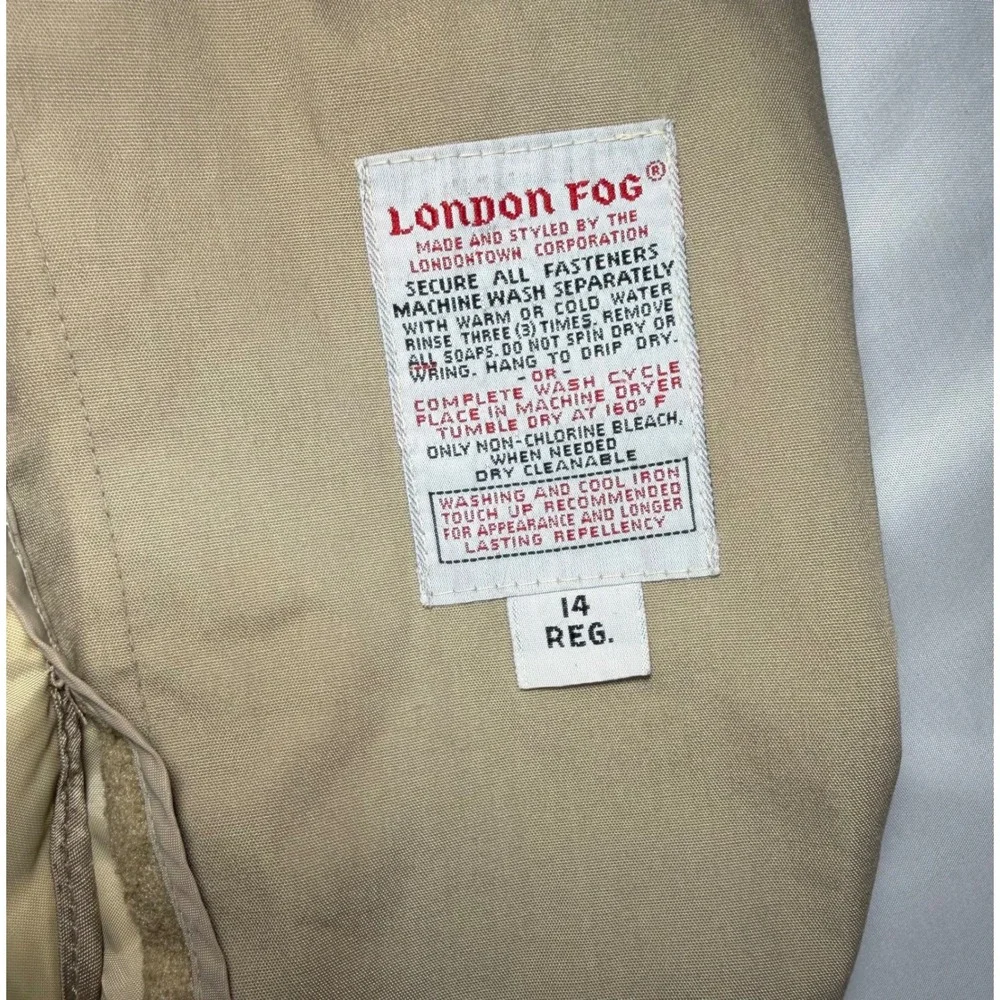 LONDON FOG®
MADE AND STYLED BY THE
LONDONTOWN CORPORATION
SECURE ALL FASTENERS
MACHINE WASH SEPARATELY
WITH WARM OR COLD WATER
RINSE THREE (3) TIMES. REMOVE
ALL SOAPS. DO NOT SPIN DRY OR
WRING. HANG TO DRIP DRY.
-OR-
COMPLETE WASH CYCLE
PLACE IN MACHINE DRYER
TUMBLE DRY AT 160° F
ONLY NON-CHLORINE BLEACH,
WHEN NEEDED
DRY CLEANABLE
WASHING AND COOL IRON
TOUCH UP RECOMMENDED
FOR APPEARANCE AND LONGER
LASTING REPELLENCY
14
REG.